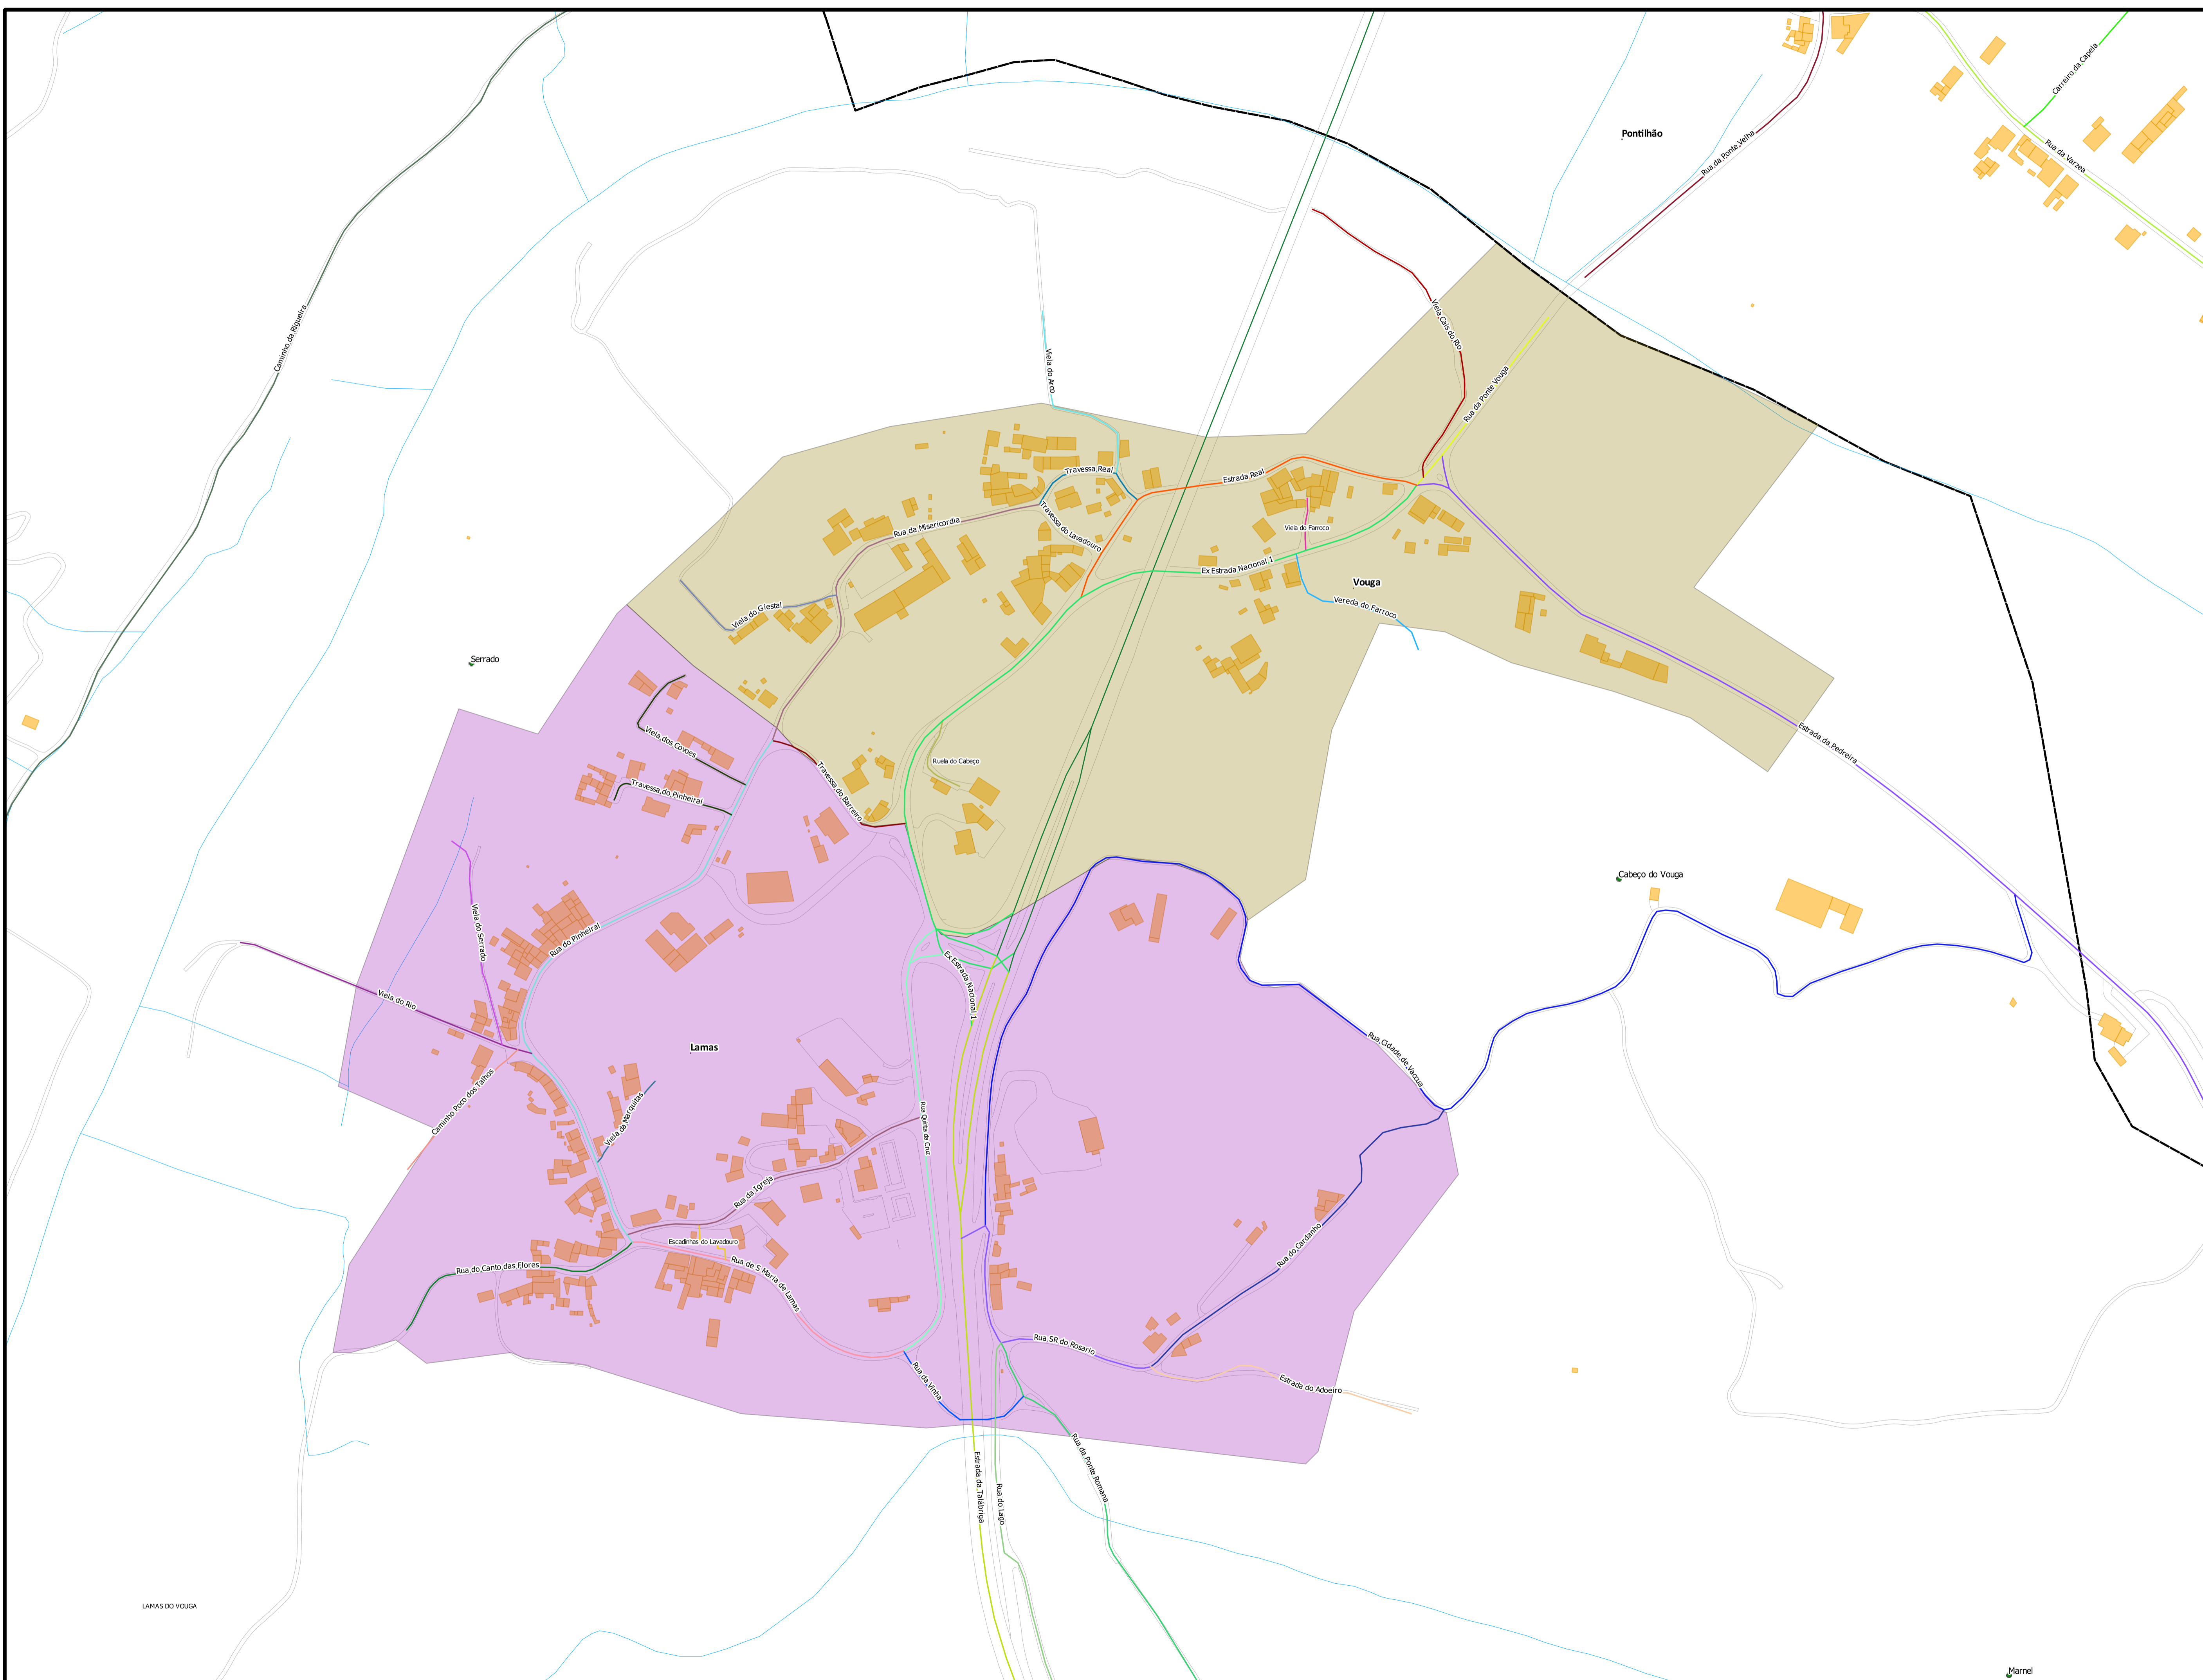 Carreiro da Capela
Pontilhão
Rua da Ponte Velha
Rua da Varzea
Caminho da Rigueira
Viela Cais do Rio
Viela do Arco
Rua da Ponte Vouga
Travessa Real
Estrada Real
Travessa do Lavadouro
Rua da Misericordia
Viela do Farroco
Ex Estrada Nacional 1
Vouga
Vereda do Farroco
Viela do Giestal
Serrado
Viela dos Covoes
Estrada da Pedreira
Ruela do Cabeço
Travessa do Barreiro
Travessa do Pinheiral
Cabeço do Vouga
Viela do Serrado
Rua do Pinheiral
Ex Estrada Nacional 1
Viela do Rio
Lamas
Rua Cidade de Vacoua
Caminho Poco dos Talhos
Viela da Marquitas
Rua Quinta da Cruz
Rua da Igreja
Escadinhas do Lavadouro
Rua do Cardanho
Rua do Canto das Flores
Rua de S Maria de Lamas
Rua SR do Rosario
Rua da Vinha
Estrada do Adoeiro
Estrada da Talábriga
Rua do Lago
Rua da Ponte Romana
LAMAS DO VOUGA
Marnel